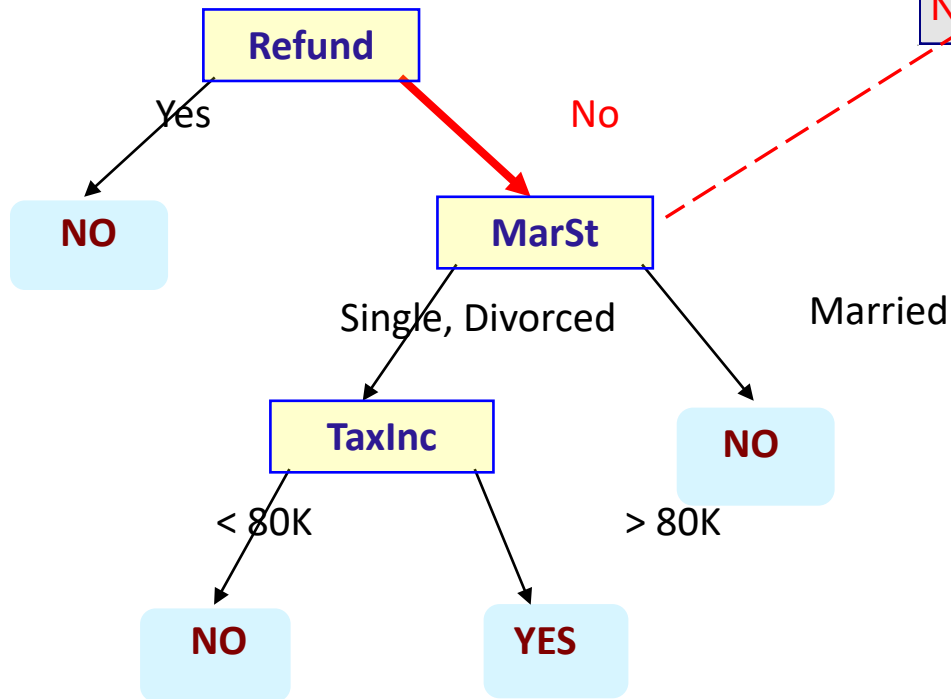 Refund
Yes
No
NO
MarSt
Single, Divorced
Married
TaxInc
NO
< 80K
> 80K
NO
YES